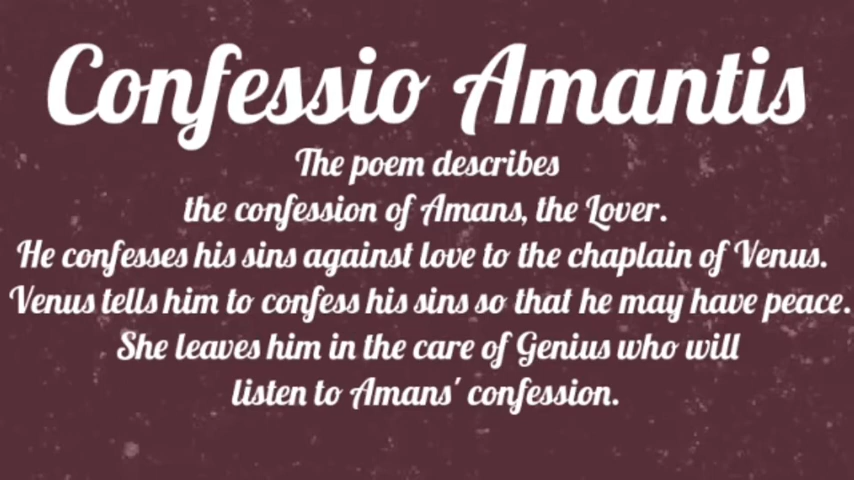 Confessio Amantis
The poem describes
the confession of Amans, the Lover.
He confesses his sins against love to the chaplain of Venus.
Venus tells him to confess his sins so that he may have peace.
She leaves him in the care of Genius who will
listen to Amans' confession.